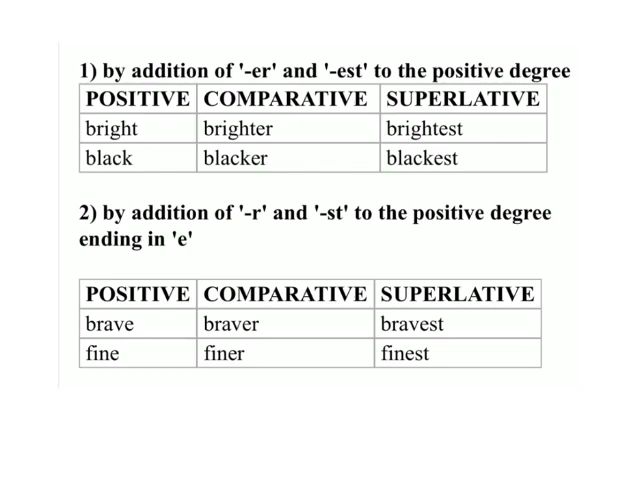 1) by addition of '-er' and '-est' to the positive degree
POSITIVE COMPARATIVE SUPERLATIVE
bright brighter brightest
black blacker blackest
2) by addition of '-r' and '-st' to the positive degree
ending in 'e'
POSITIVE COMPARATIVE SUPERLATIVE
brave braver bravest
fine finer finest